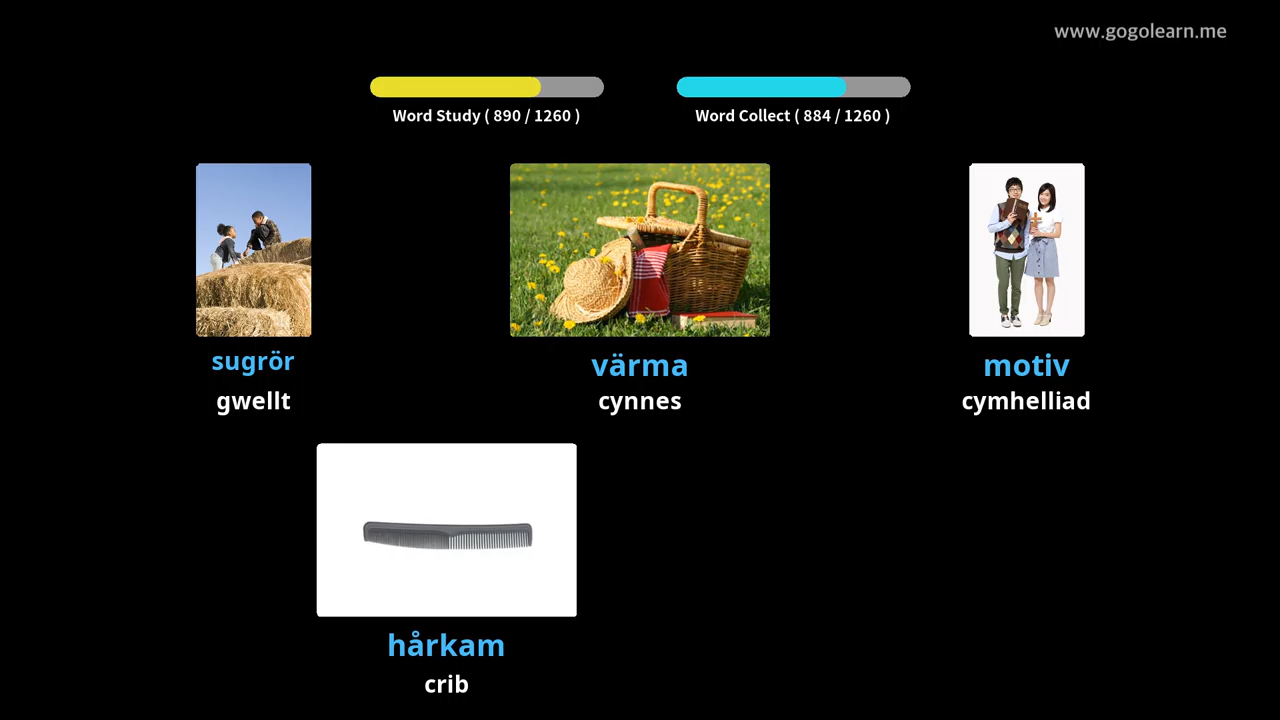 www.gogolearn.me
Word Study ( 890 / 1260 )
Word Collect ( 884 / 1260 )
sugrör
gwellt
värma
cynnes
motiv
cymhelliad
hårkam
crib